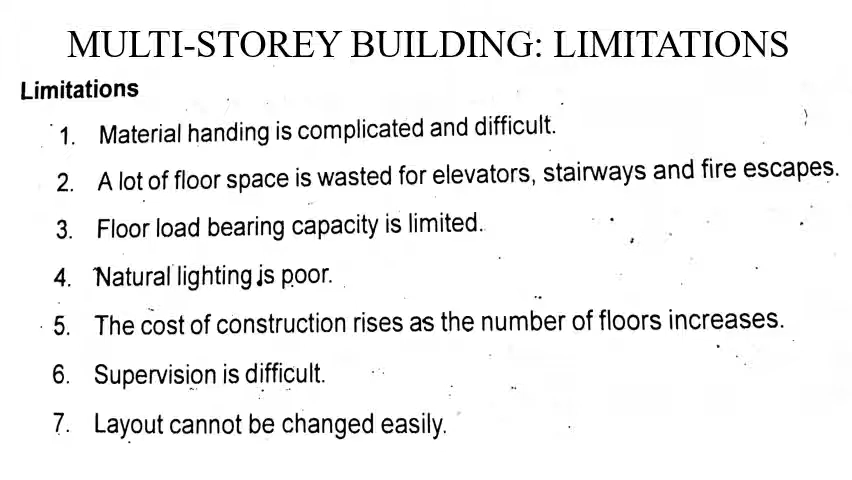 MULTI-STOREY BUILDING: LIMITATIONS
Limitations
1. Material handing is complicated and difficult.
2. A lot of floor space is wasted for elevators, stairways and fire escapes.
3. Floor load bearing capacity is limited.
4. Natural lighting is poor.
5. The cost of construction rises as the number of floors increases.
6. Supervision is difficult.
7. Layout cannot be changed easily.